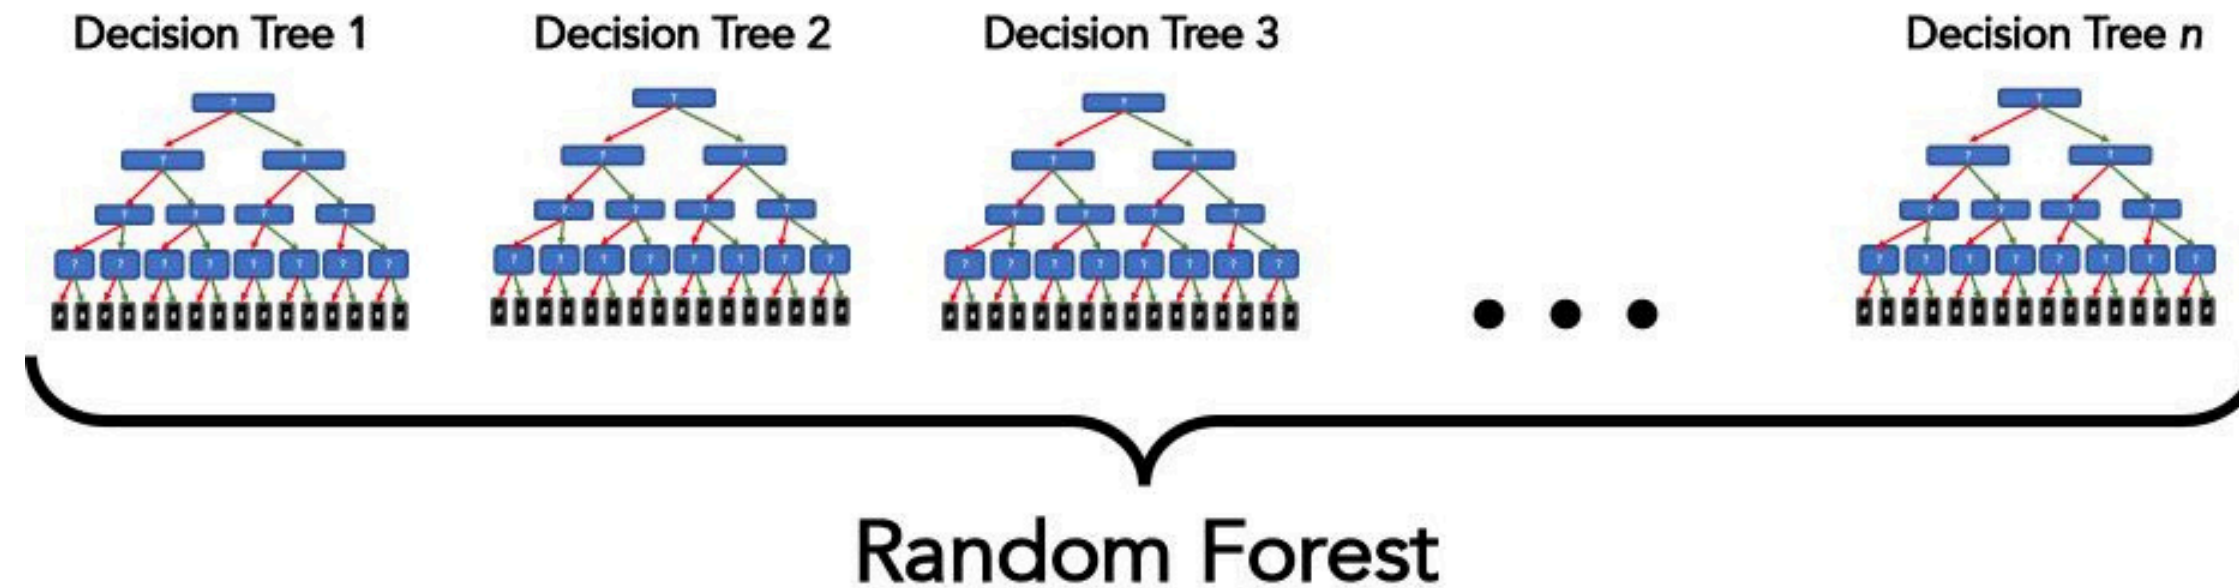 Decision Tree 1
Decision Tree 2
Decision Tree 3
Decision Tree n
Random Forest